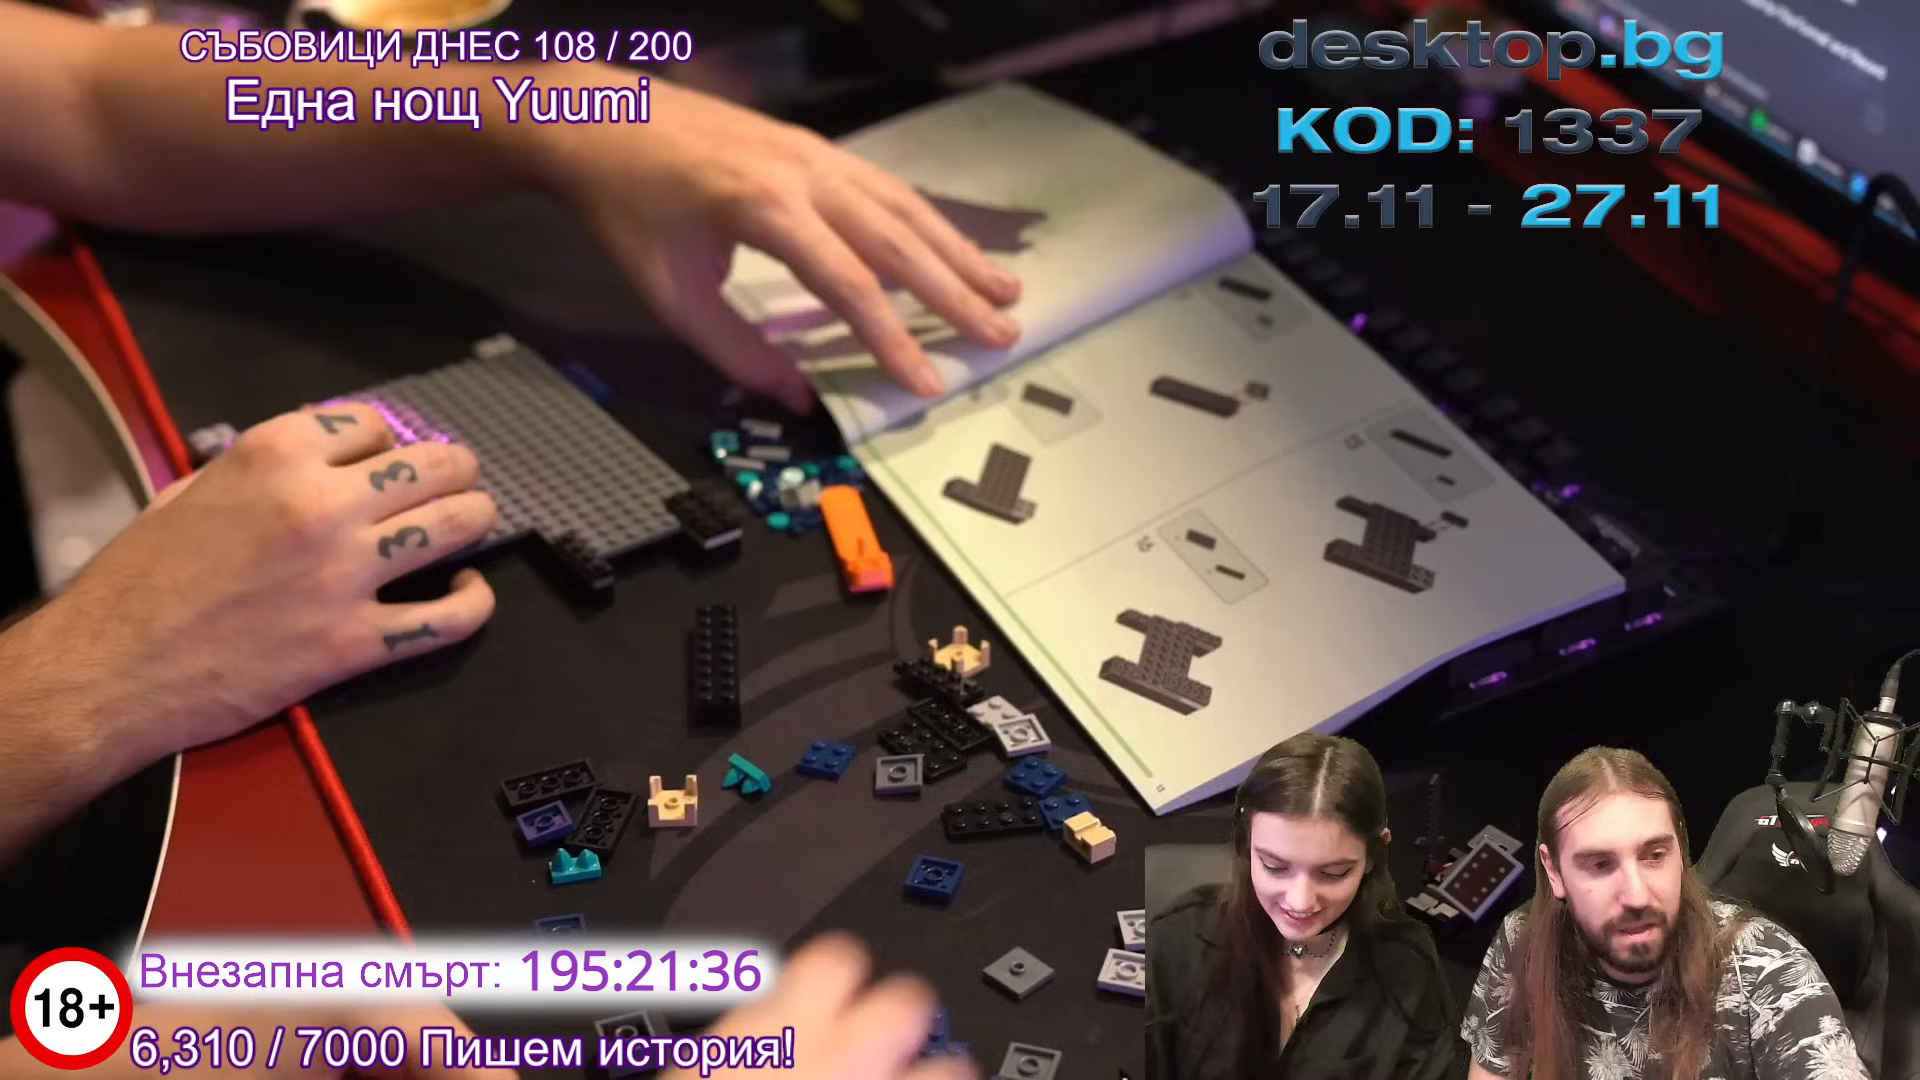 СЪБОВИЦИ ДНЕС 108 / 200
Една нощ Yuumi
desktop.bg
KOD: 1337
17.11 - 27.11
7
3
3
1
Внезапна смърт: 195:21:36
18+
6,310 / 7000 Пишем история!